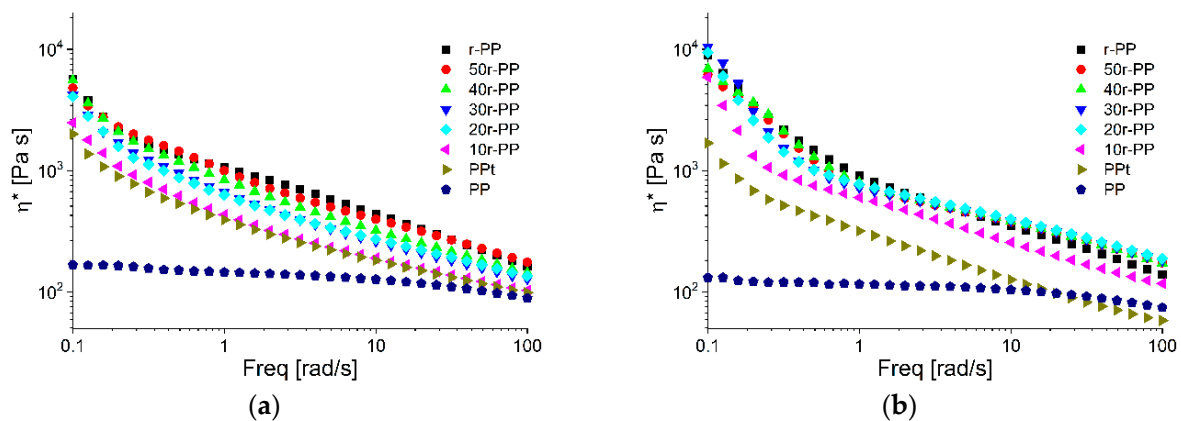 10⁴
10³
10²
η* [Pa s]
0.1 1 10 100
Freq [rad/s]
r-PP
50r-PP
40r-PP
30r-PP
20r-PP
10r-PP
PPt
PP
(a)
10⁴
10³
10²
η* [Pa s]
0.1 1 10 100
Freq [rad/s]
r-PP
50r-PP
40r-PP
30r-PP
20r-PP
10r-PP
PPt
PP
(b)